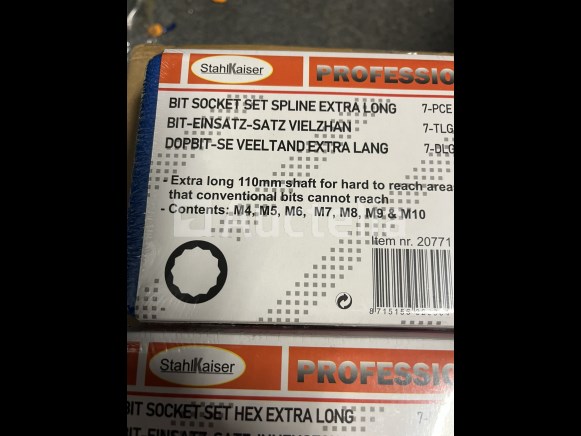 StahlKaiser PROFESSIO
BIT SOCKET SET SPLINE EXTRA LONG 7-PCE
BIT-EINSATZ-SATZ VIELZHAN 7-TLG
DOPBIT-SE VEELTAND EXTRA LANG 7-DLG
- Extra long 110mm shaft for hard to reach area
that conventional bits cannot reach
- Contents: M4, M5, M6, M7, M8, M9 & M10
Item nr. 20771
StahlKaiser PROFESSIO
BIT SOCKET SET HEX EXTRA LONG 7-